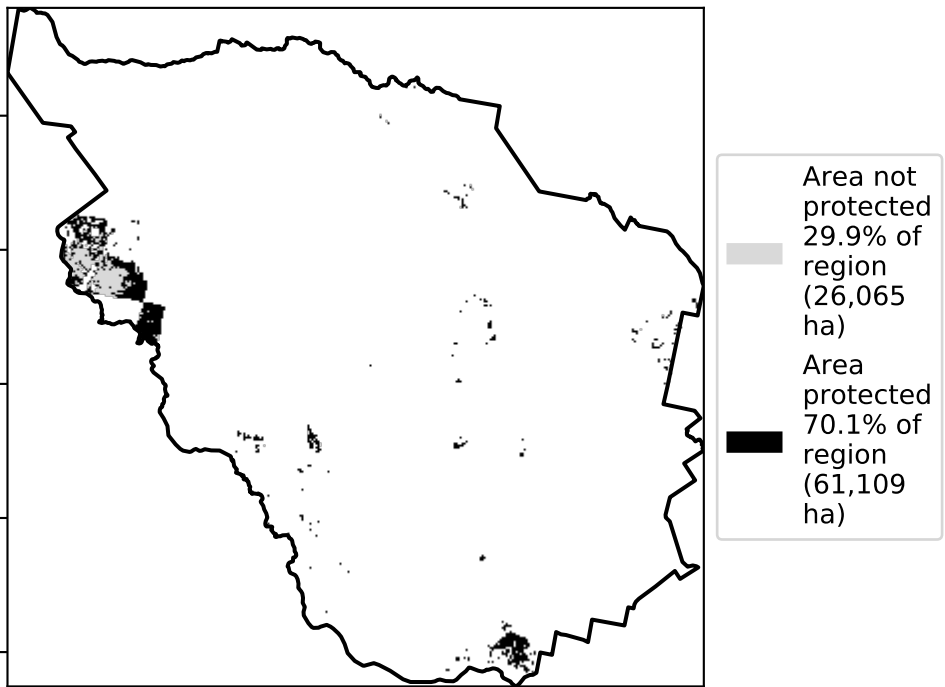 Area not
protected
29.9% of
region
(26,065
ha)
Area
protected
70.1% of
region
(61,109
ha)